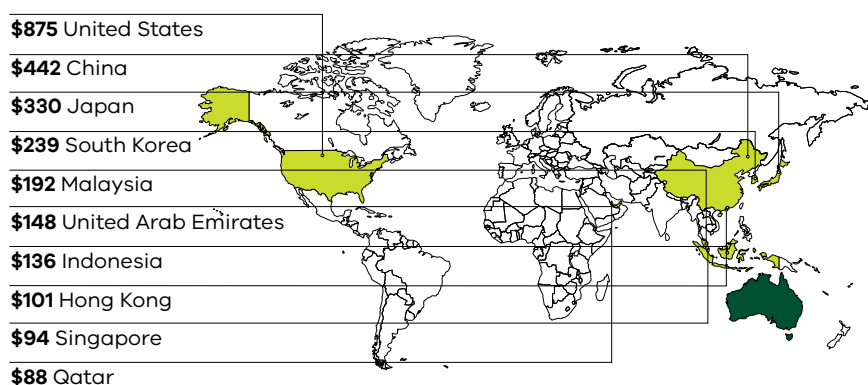 $875 United States
$442 China
$330 Japan
$239 South Korea
$192 Malaysia
$148 United Arab Emirates
$136 Indonesia
$101 Hong Kong
$94 Singapore
$88 Qatar